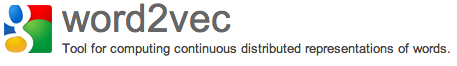 word2vec
Tool for computing continuous distributed representations of words.